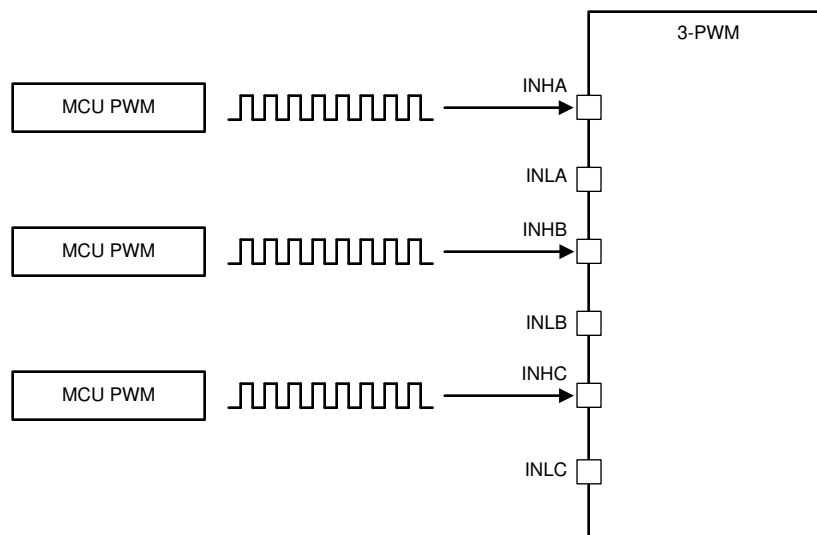 3-PWM
MCU PWM
INHA
INLA
MCU PWM
INHB
INLB
MCU PWM
INHC
INLC